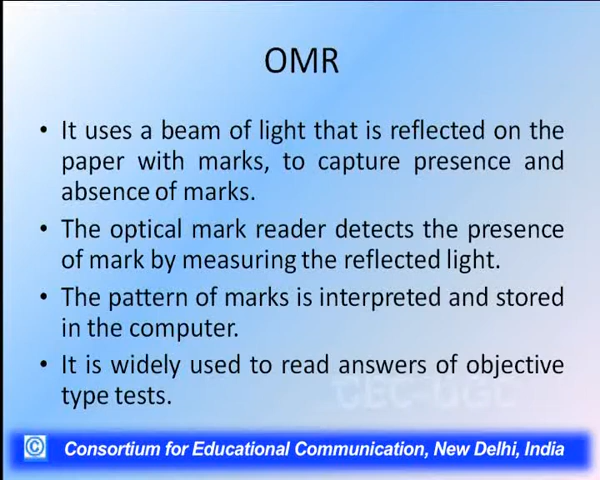 OMR
• It uses a beam of light that is reflected on the
paper with marks, to capture presence and
absence of marks.
• The optical mark reader detects the presence
of mark by measuring the reflected light.
• The pattern of marks is interpreted and stored
in the computer.
• It is widely used to read answers of objective
type tests.
CEC-UGC
© Consortium for Educational Communication, New Delhi, India